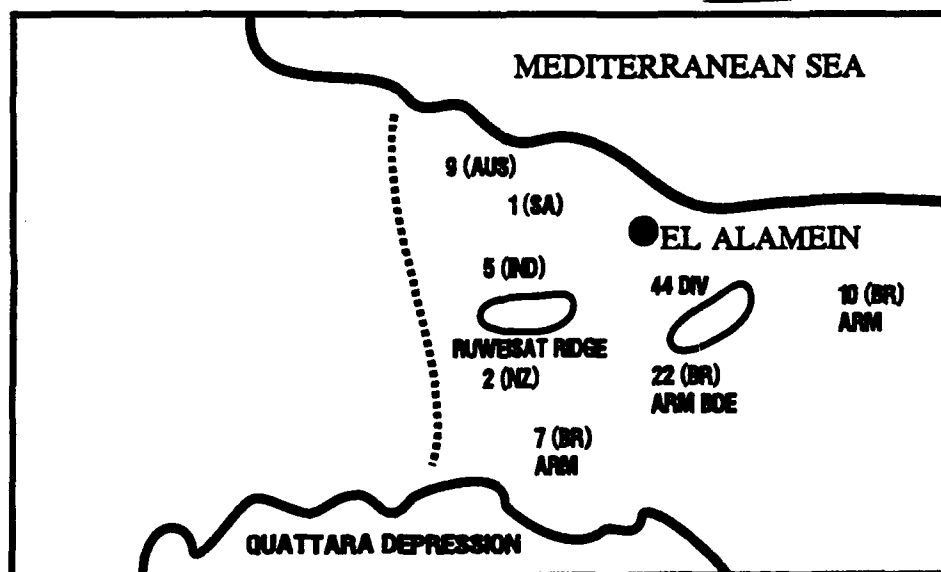 MEDITERRANEAN SEA
9 (AUS)
1 (SA)
EL ALAMEIN
5 (IND)
44 DIV
10 (BR)
ARM
RUWEISAT RIDGE
2 (NZ)
22 (BR)
ARM BDE
7 (BR)
ARM
QUATTARA DEPRESSION